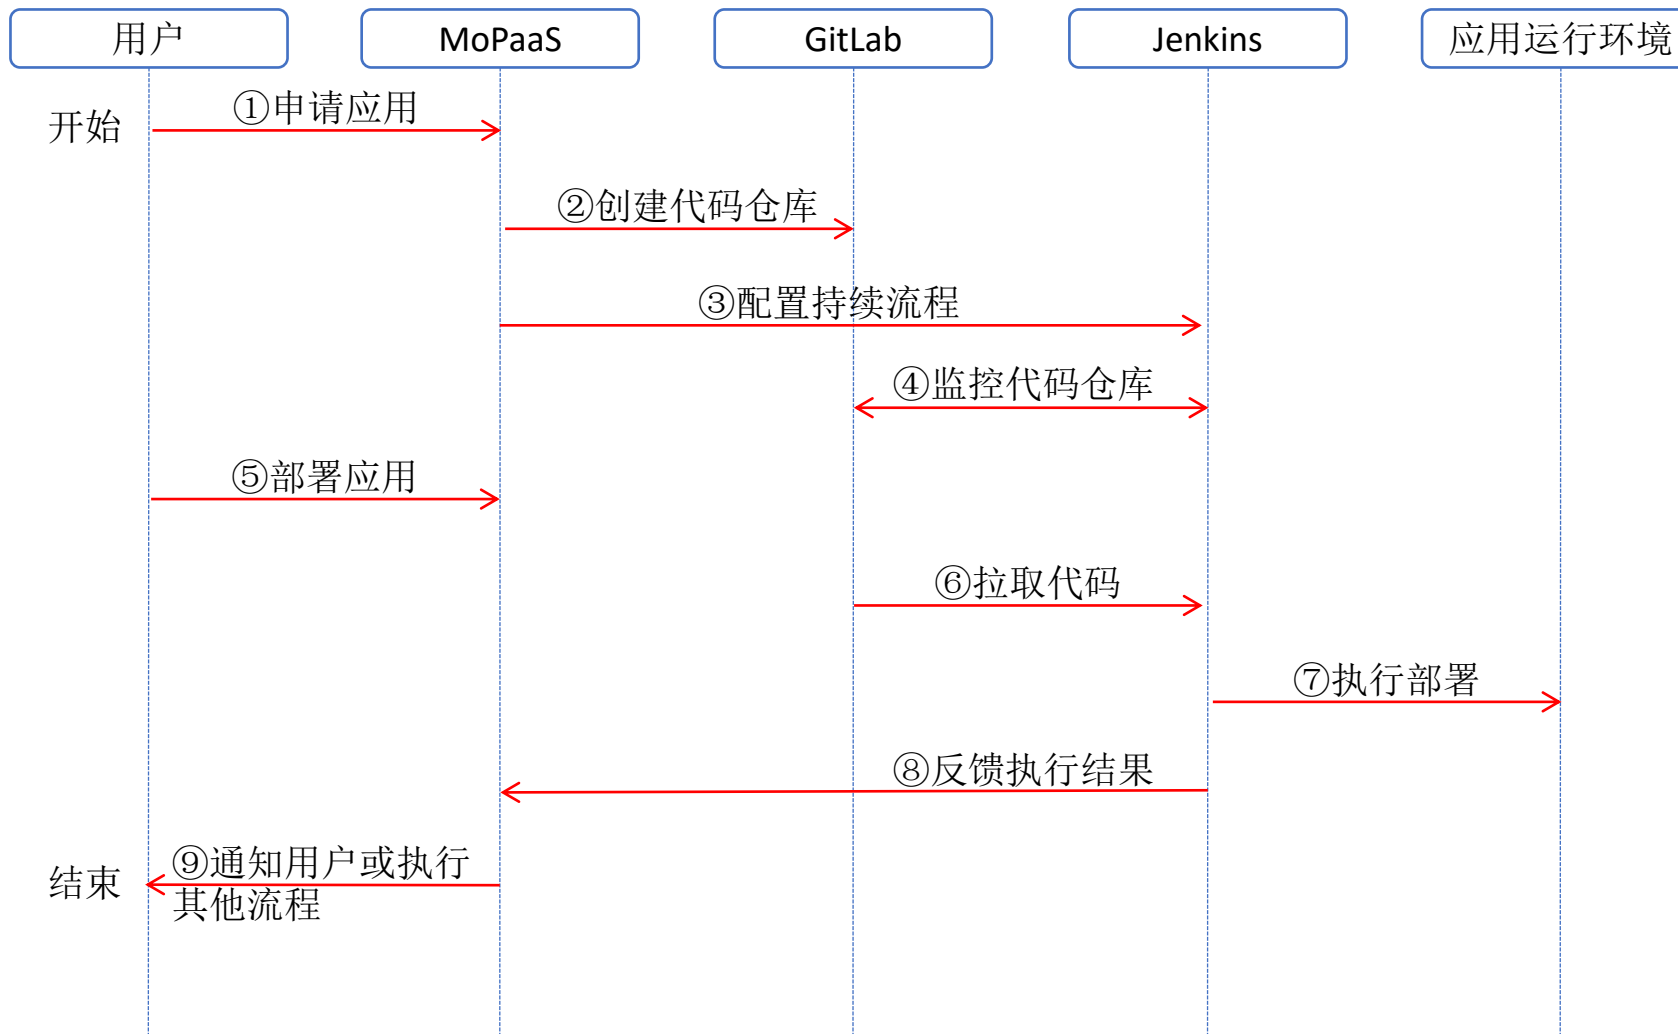 用户
MoPaaS
GitLab
Jenkins
应用运行环境
开始
①申请应用
②创建代码仓库
③配置持续流程
④监控代码仓库
⑤部署应用
⑥拉取代码
⑦执行部署
⑧反馈执行结果
结束
⑨通知用户或执行
其他流程